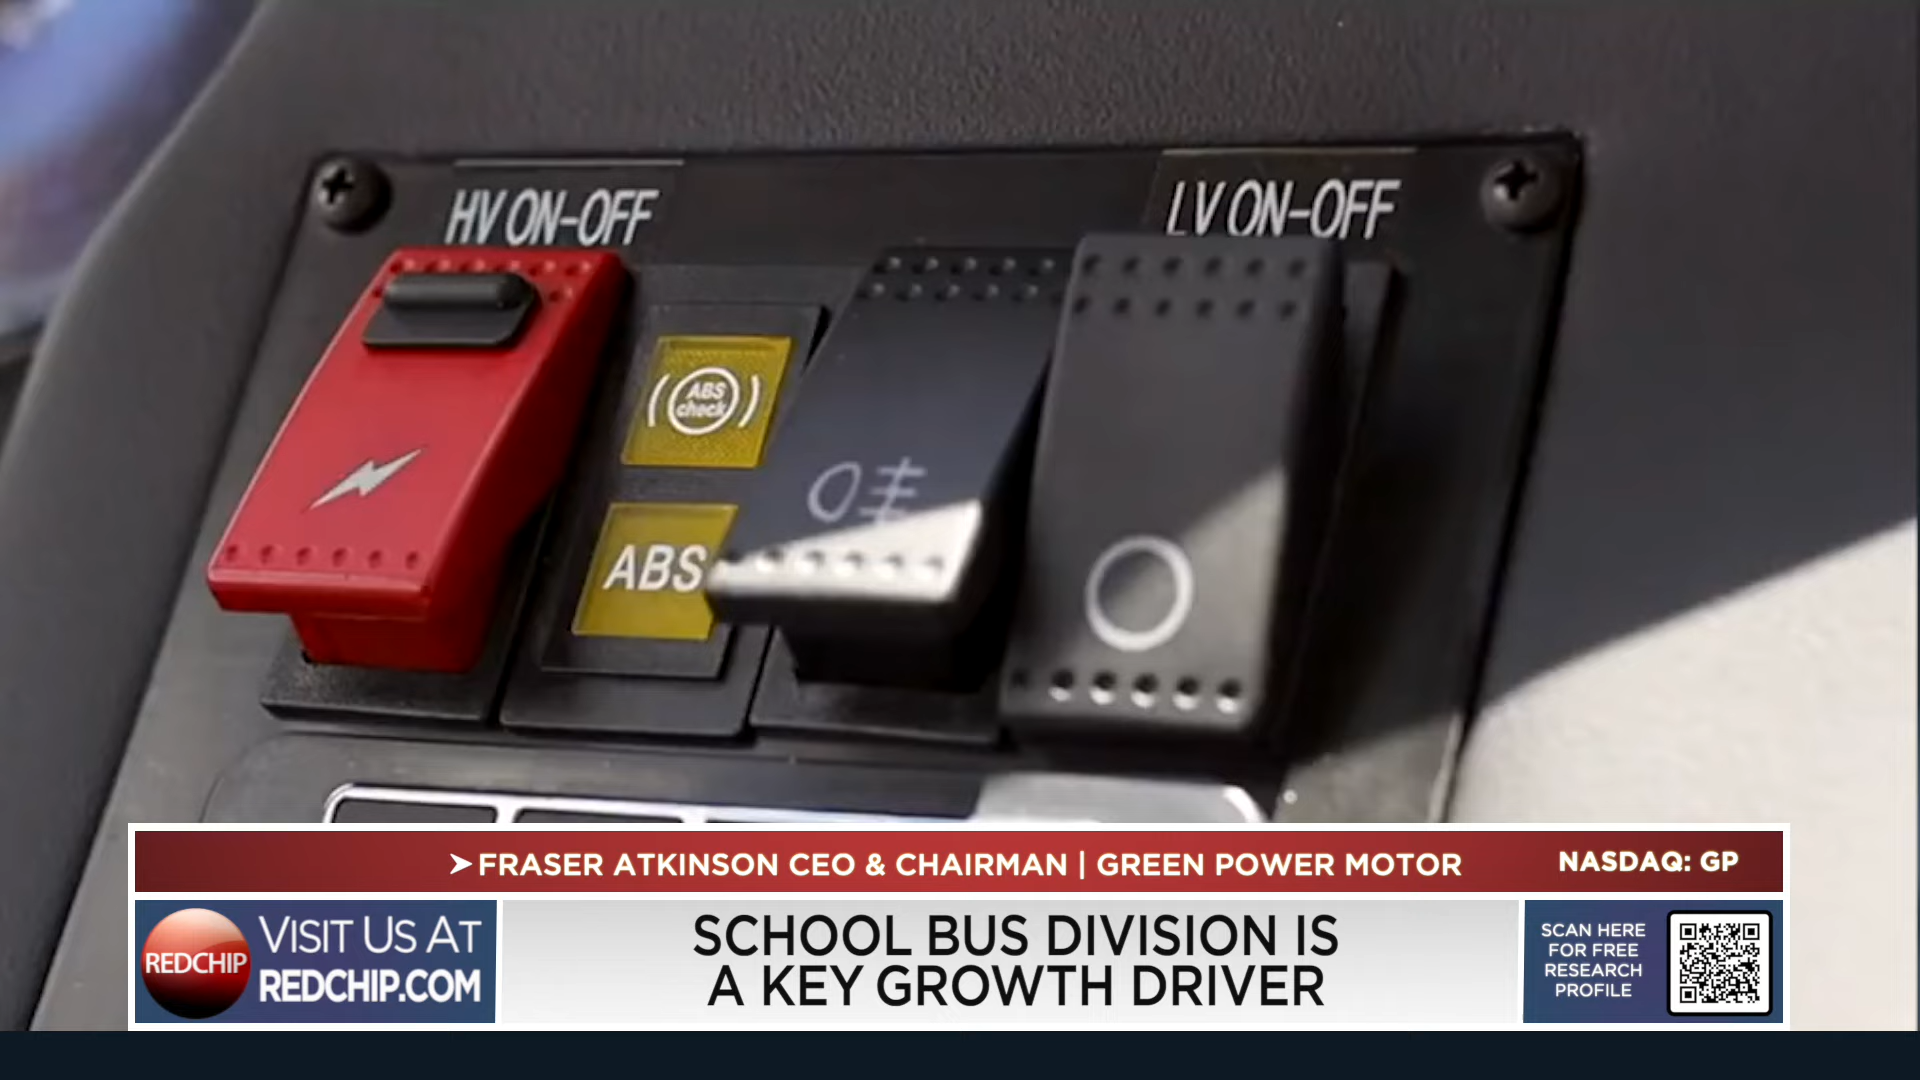 HV ON-OFF
LV ON-OFF
ABS
check
ABS
➤FRASER ATKINSON CEO & CHAIRMAN | GREEN POWER MOTOR
NASDAQ: GP
REDCHIP
VISIT US AT
REDCHIP.COM
SCHOOL BUS DIVISION IS
A KEY GROWTH DRIVER
SCAN HERE
FOR FREE
RESEARCH
PROFILE